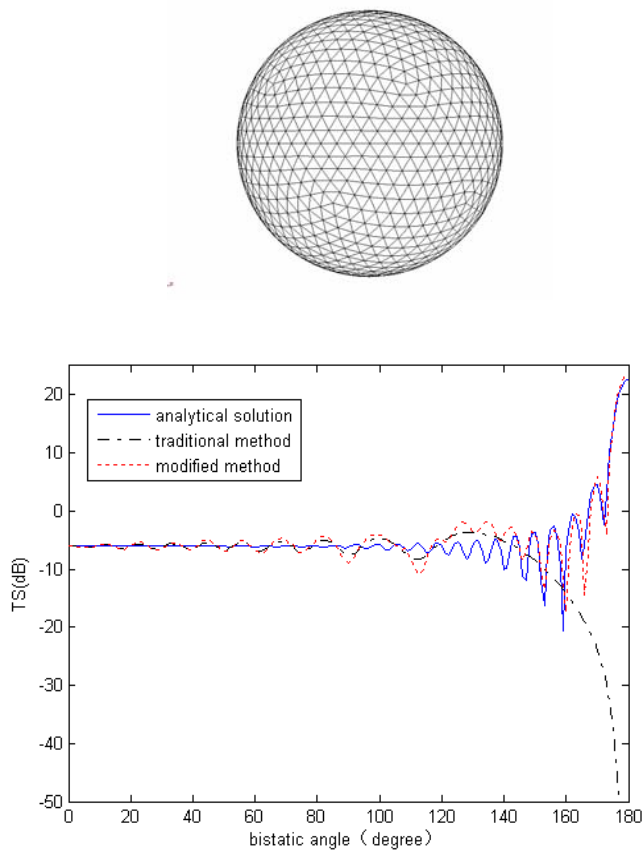 20
10
0
-10
-20
-30
-40
-50
TS(dB)
analytical solution
traditional method
modified method
0 20 40 60 80 100 120 140 160 180
bistatic angle（degree）